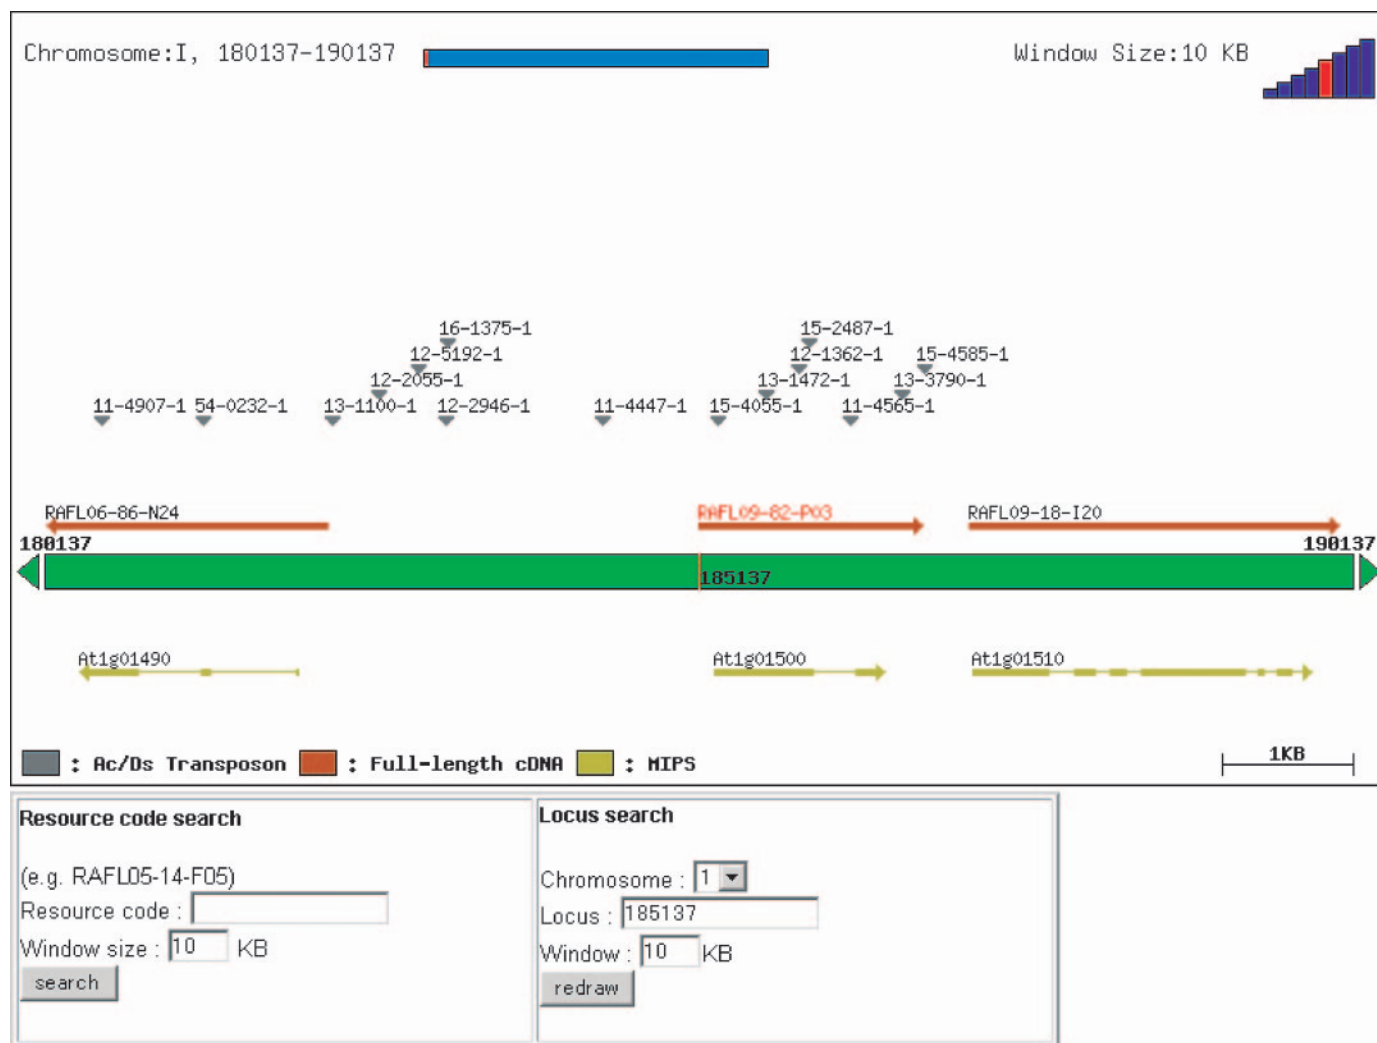 Chromosome:I, 180137-190137 Window Size:10 KB
16-1375-1 15-2487-1
12-5192-1 12-1362-1 15-4585-1
12-2055-1 13-1472-1 13-3790-1
11-4907-1 54-0232-1 13-1100-1 12-2946-1 11-4447-1 15-4055-1 11-4565-1
RAFL06-86-N24 RAFL09-82-P03 RAFL09-18-I20
180137 190137
185137
At1g01490 At1g01500 At1g01510
: Ac/Ds Transposon : Full-length cDNA : MIPS 1KB
Resource code search
(e.g. RAFL05-14-F05)
Resource code :
Window size : 10 KB
search
Locus search
Chromosome : 1
Locus : 185137
Window : 10 KB
redraw